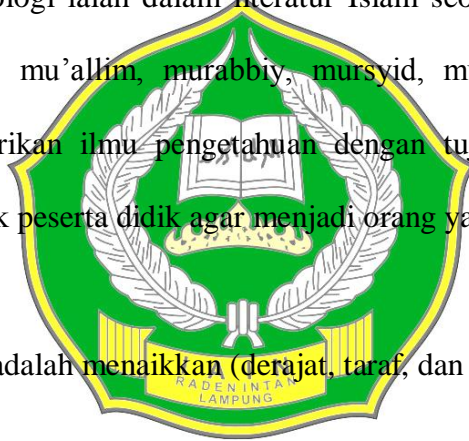 ologi ialah dalam literatur Islam seo
mu’allim, murabbiy, mursyid, mu
rikan ilmu pengetahuan dengan tu
k peserta didik agar menjadi orang ya
adalah menaikkan (derajat, taraf, dan
RADEN INTAN
LAMPUNG